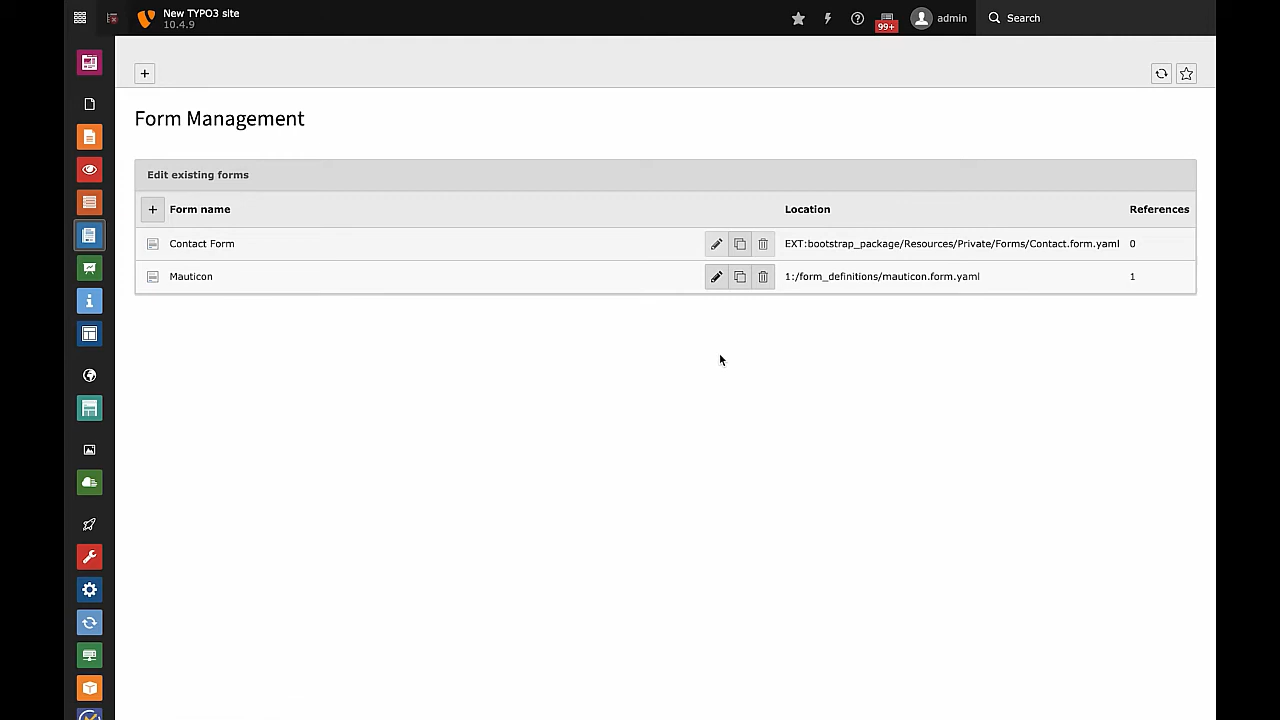 New TYPO3 site
10.4.9
99+
admin
Search
Form Management
Edit existing forms
Form name Location References
Contact Form EXT:bootstrap_package/Resources/Private/Forms/Contact.form.yaml 0
Mauticon 1:/form_definitions/mauticon.form.yaml 1